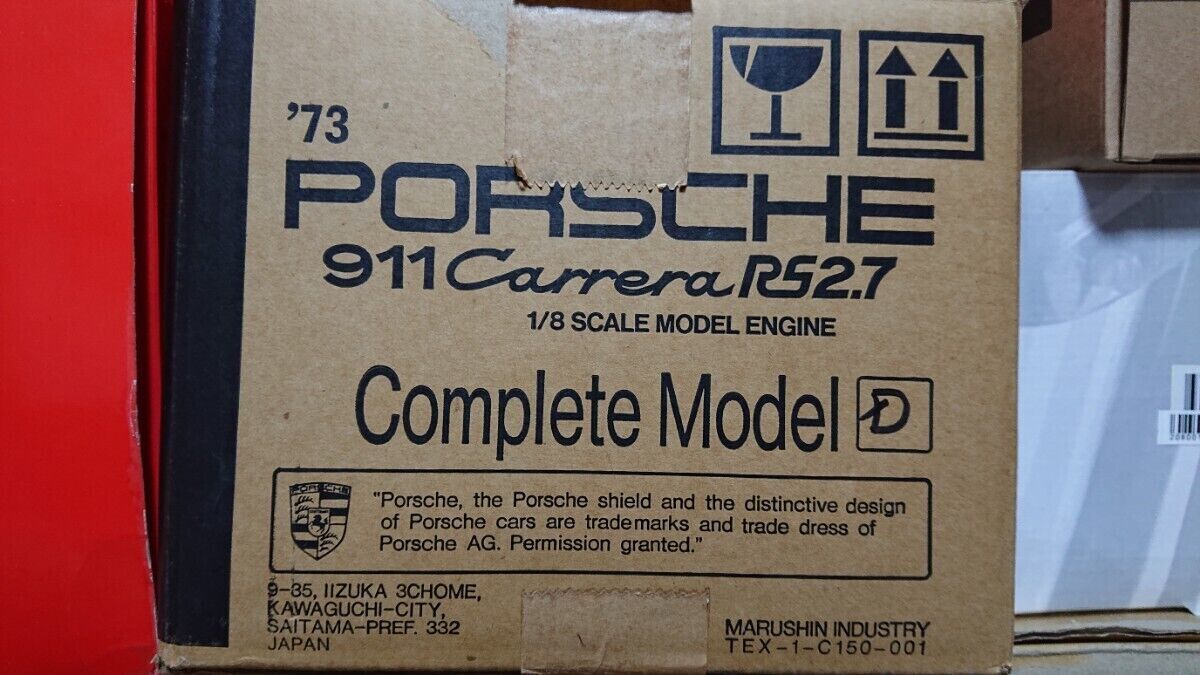 '73
PORSCHE
911 Carrera RS2.7
1/8 SCALE MODEL ENGINE
Complete Model D
PORSCHE
"Porsche, the Porsche shield and the distinctive design
of Porsche cars are trademarks and trade dress of
Porsche AG. Permission granted."
9-35, IIZUKA 3CHOME,
KAWAGUCHI-CITY,
SAITAMA-PREF. 332
JAPAN
MARUSHIN INDUSTRY
TEX-1-C150-001